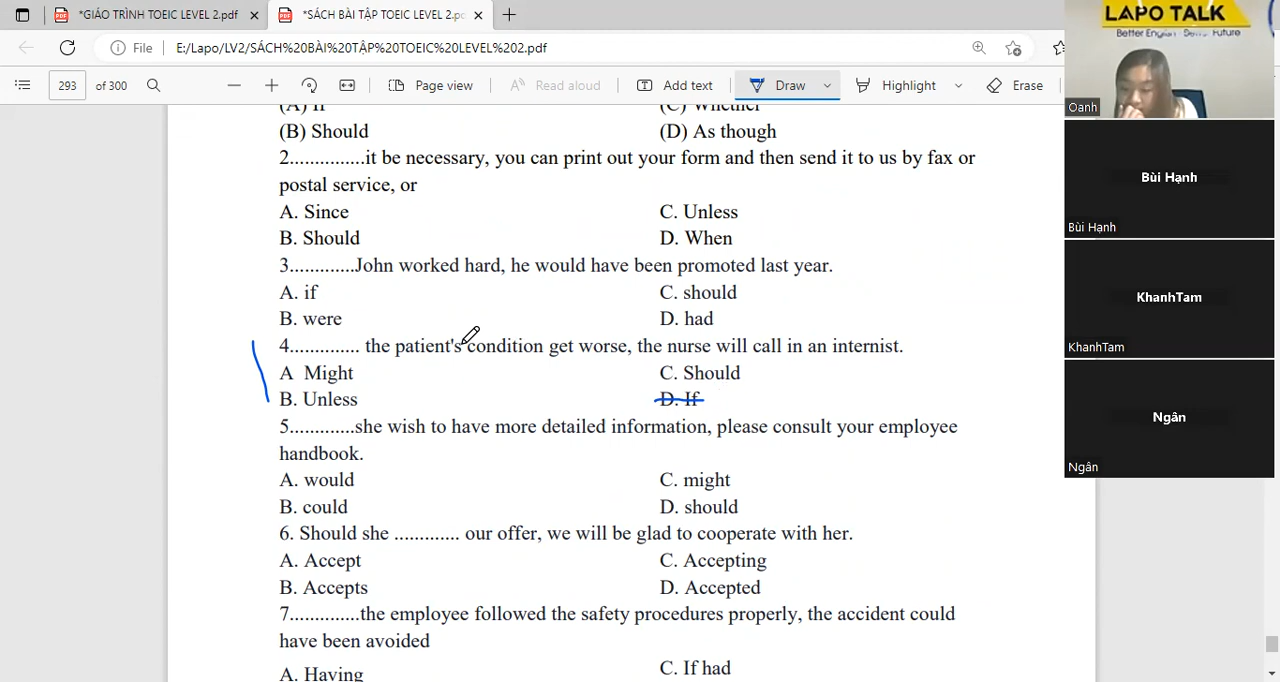 *GIÁO TRÌNH TOEIC LEVEL 2.pdf
*SÁCH BÀI TẬP TOEIC LEVEL 2.pd
File
E:/Lapo/LV2/SÁCH%20BÀI%20TẬP%20TOEIC%20LEVEL%202.pdf
293 of 300
Page view
Read aloud
Add text
Draw
Highlight
Erase
LAPO TALK
Better English - Better Future
Oanh
Bùi Hạnh
Bùi Hạnh
KhanhTam
KhanhTam
Ngân
Ngân
(A) If (C) Whether
(B) Should (D) As though
2..............it be necessary, you can print out your form and then send it to us by fax or
postal service, or
A. Since C. Unless
B. Should D. When
3............John worked hard, he would have been promoted last year.
A. if C. should
B. were D. had
4............. the patient's condition get worse, the nurse will call in an internist.
A Might C. Should
B. Unless D. If
5............she wish to have more detailed information, please consult your employee
handbook.
A. would C. might
B. could D. should
6. Should she ............ our offer, we will be glad to cooperate with her.
A. Accept C. Accepting
B. Accepts D. Accepted
7.............the employee followed the safety procedures properly, the accident could
have been avoided
A. Having C. If had